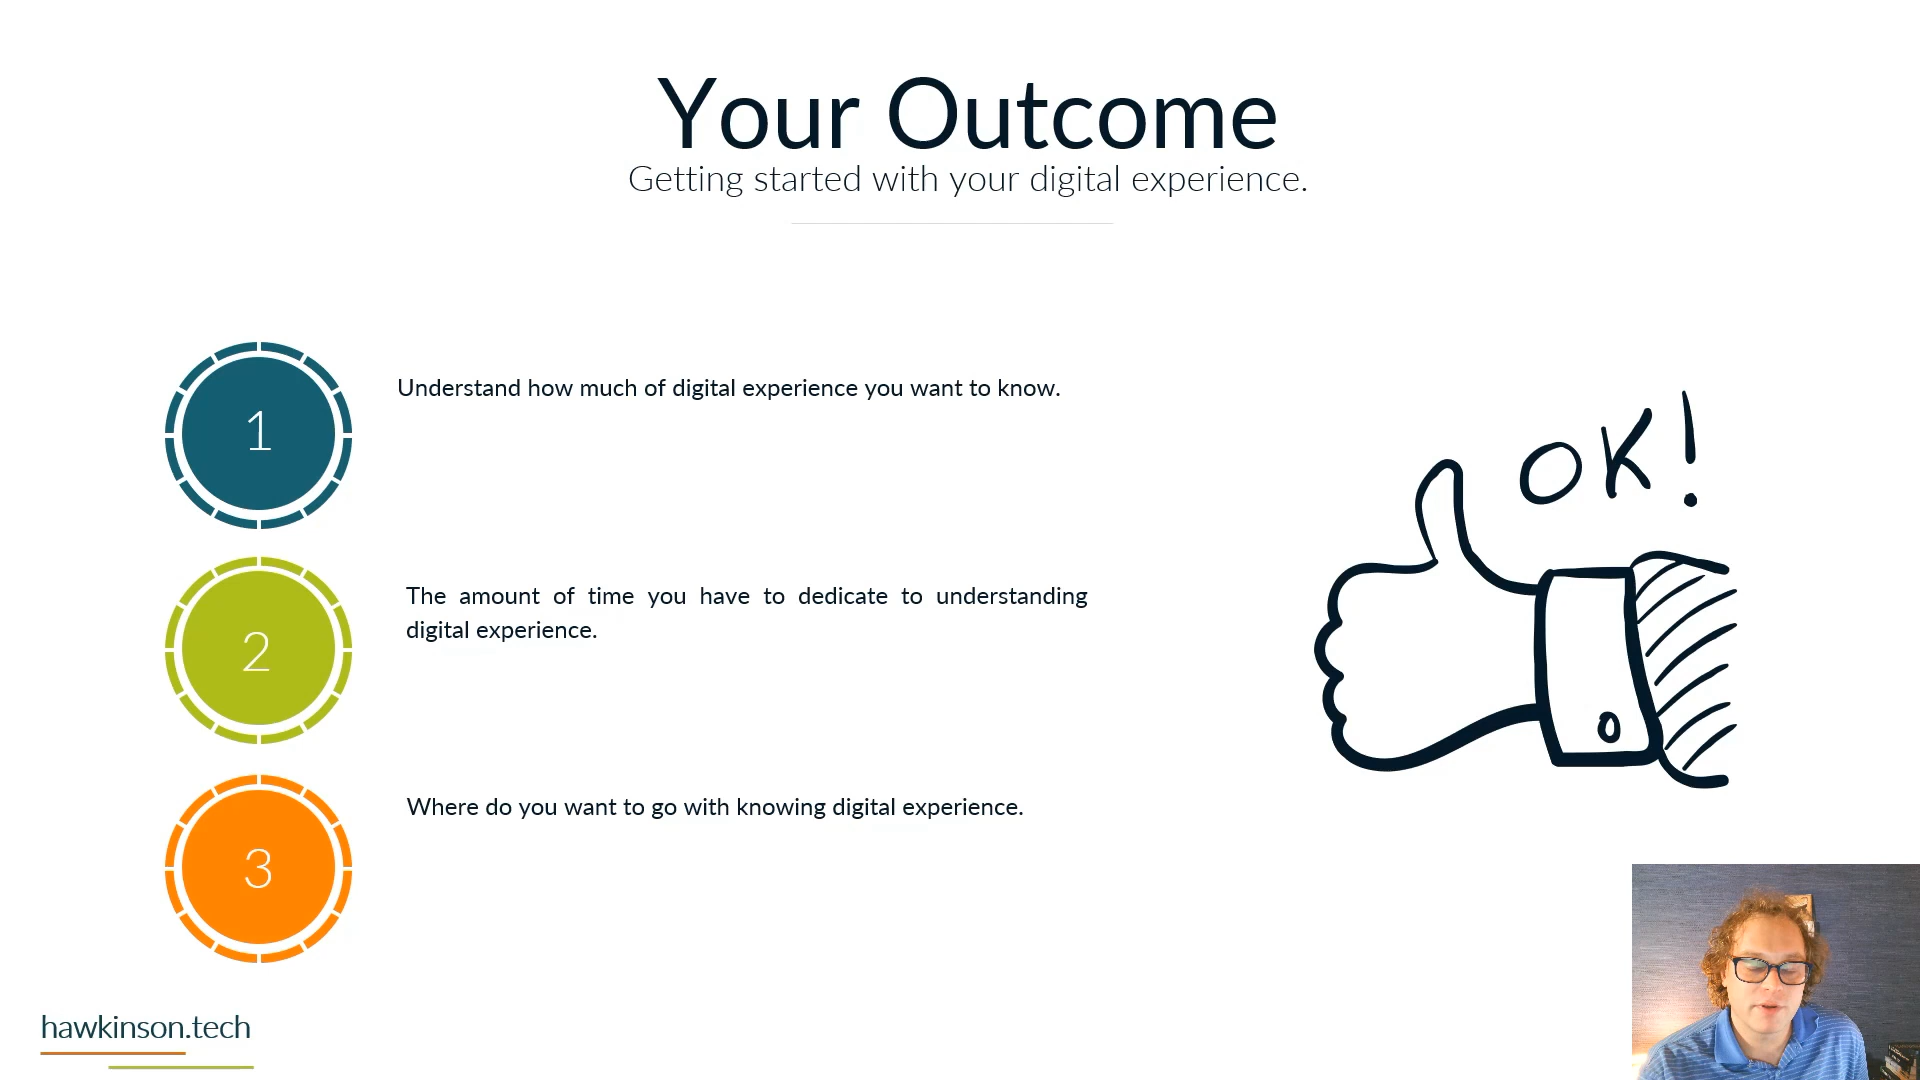 Your Outcome
Getting started with your digital experience.
1
Understand how much of digital experience you want to know.
2
The amount of time you have to dedicate to understanding
digital experience.
3
Where do you want to go with knowing digital experience.
OK!
hawkinson.tech